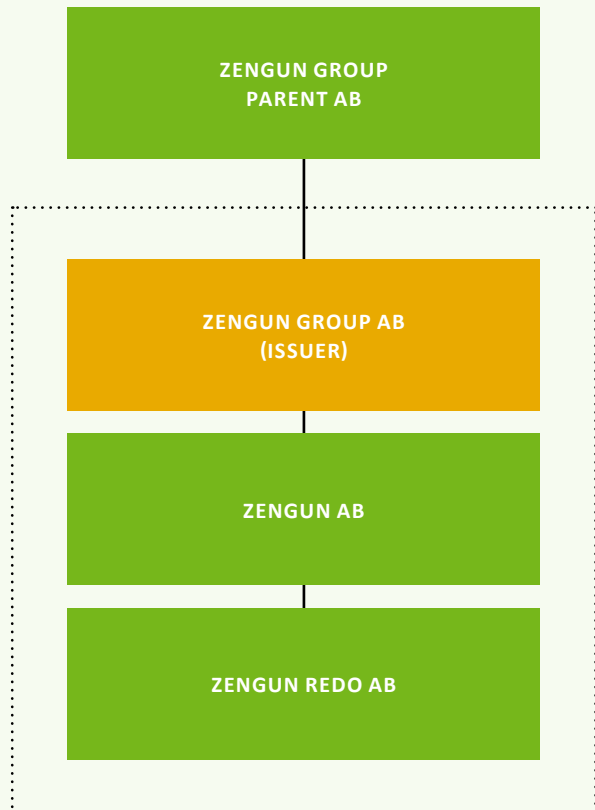 ZENGUN GROUP
PARENT AB
ZENGUN GROUP AB
(ISSUER)
ZENGUN AB
ZENGUN REDO AB